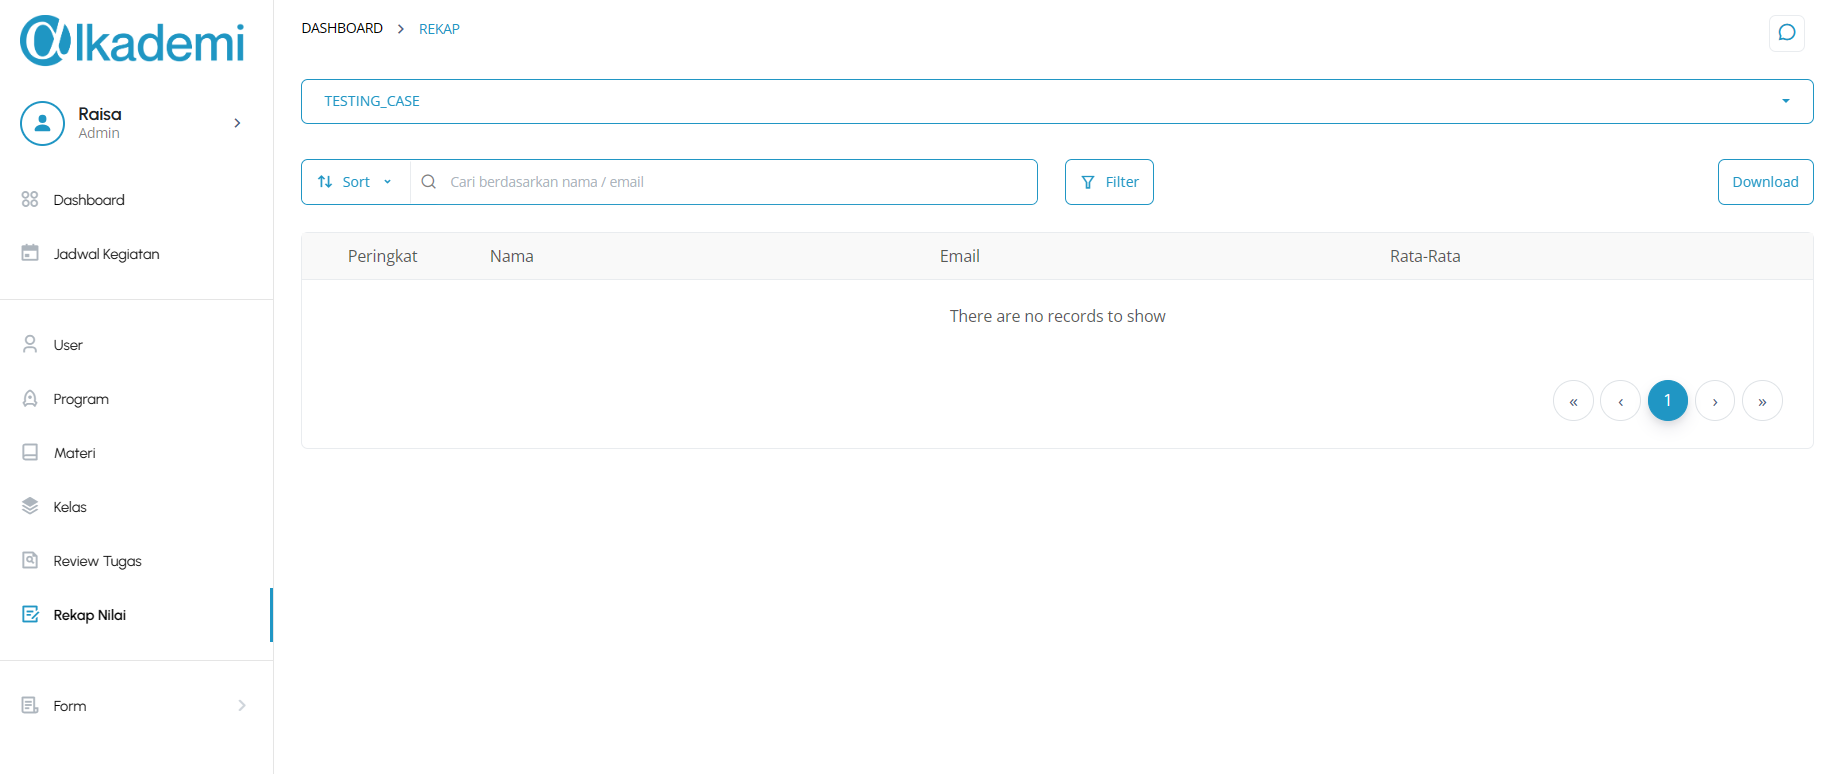 @lkademi
Raisa
Admin
Dashboard
Jadwal Kegiatan
User
Program
Materi
Kelas
Review Tugas
Rekap Nilai
Form
DASHBOARD > REKAP
TESTING_CASE
Sort
Cari berdasarkan nama / email
Filter
Download
Peringkat Nama Email Rata-Rata
There are no records to show
« ‹ 1 › »